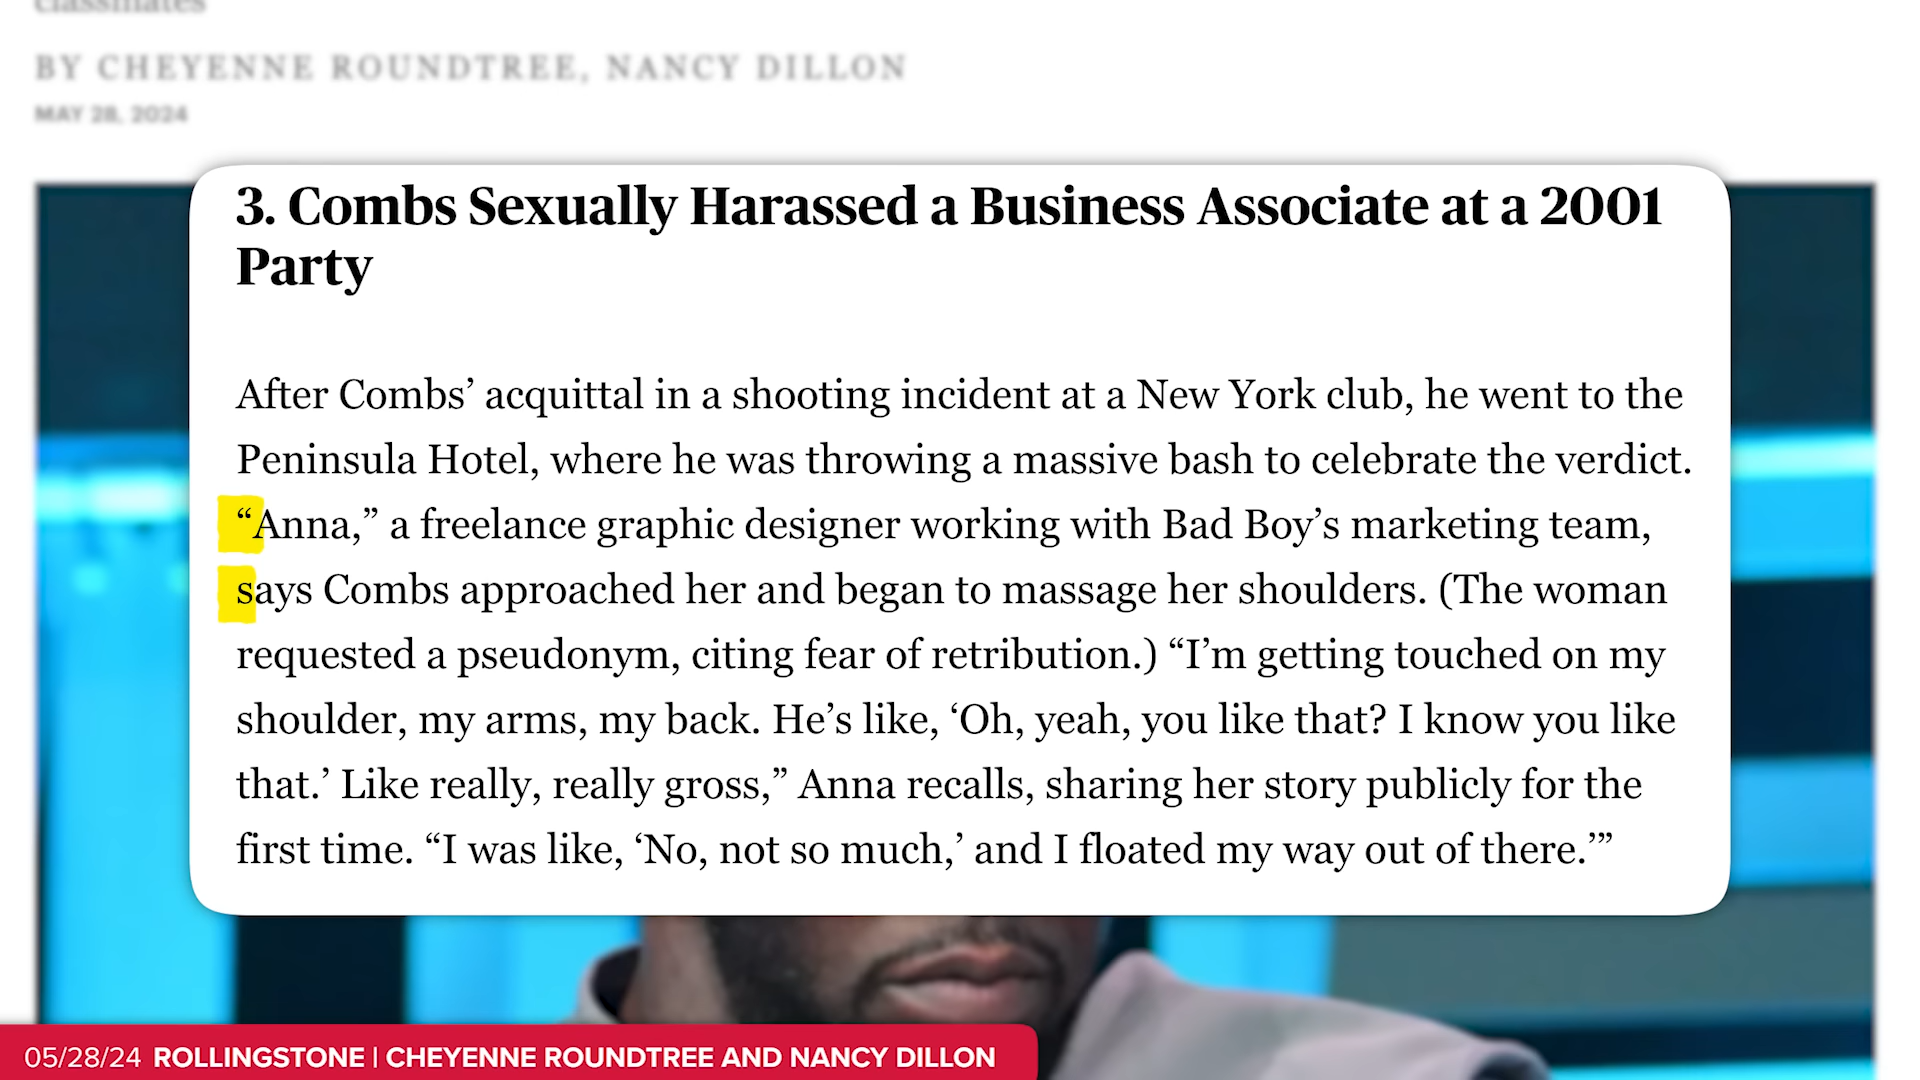 classmates
BY CHEYENNE ROUNDTREE, NANCY DILLON
MAY 28, 2024
3. Combs Sexually Harassed a Business Associate at a 2001
Party
After Combs’ acquittal in a shooting incident at a New York club, he went to the
Peninsula Hotel, where he was throwing a massive bash to celebrate the verdict.
“Anna,” a freelance graphic designer working with Bad Boy’s marketing team,
says Combs approached her and began to massage her shoulders. (The woman
requested a pseudonym, citing fear of retribution.) “I’m getting touched on my
shoulder, my arms, my back. He’s like, ‘Oh, yeah, you like that? I know you like
that.’ Like really, really gross,” Anna recalls, sharing her story publicly for the
first time. “I was like, ‘No, not so much,’ and I floated my way out of there.’”
05/28/24 ROLLINGSTONE | CHEYENNE ROUNDTREE AND NANCY DILLON